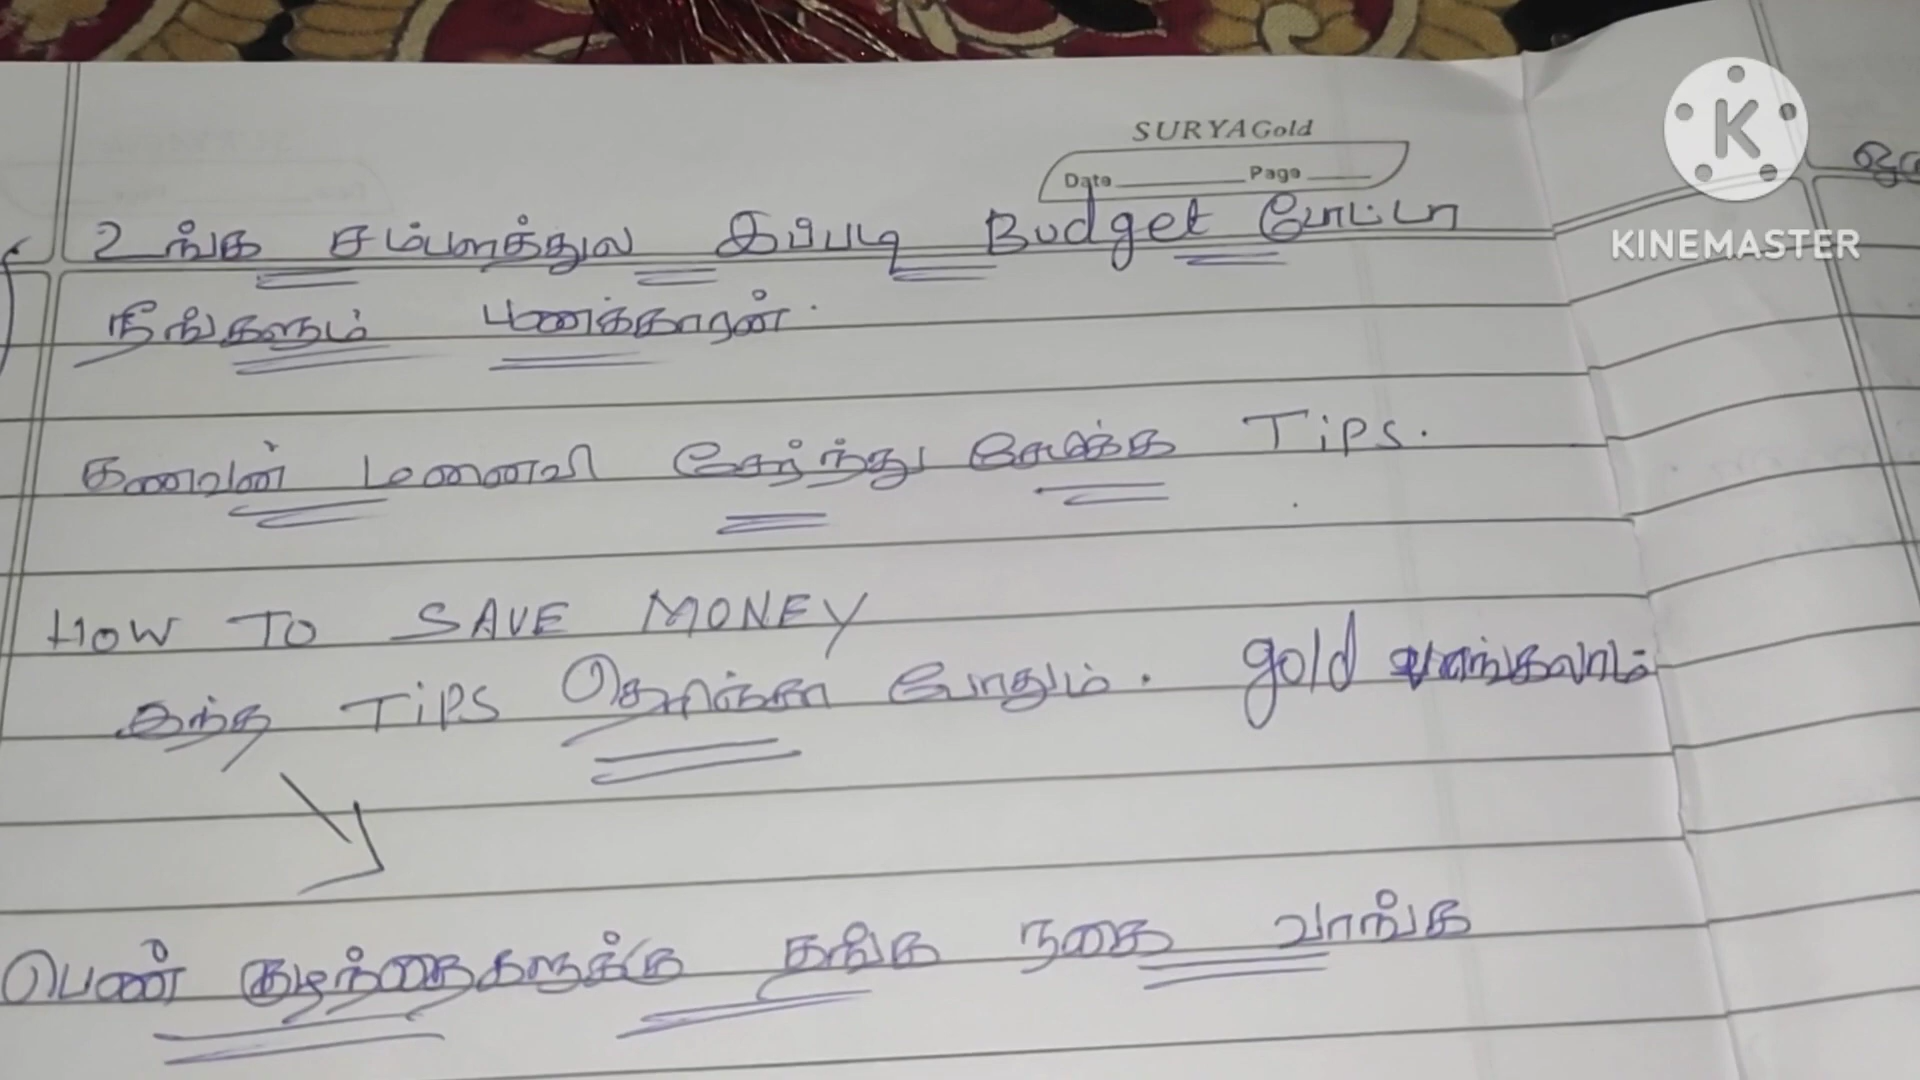 SURYAGold
Date Page
உங்க சம்பளத்துல இப்படி Budget போட்டா
நீங்களும் பணக்காரன்.
கணவன் மனைவி சேர்ந்து சேமிக்க Tips.
HOW TO SAVE MONEY
இந்த TiPS தெரிந்தா போதும். gold வாங்கலாம்
பெண் குழந்தைகளுக்கு தங்க நகை வாங்க
KINEMASTER